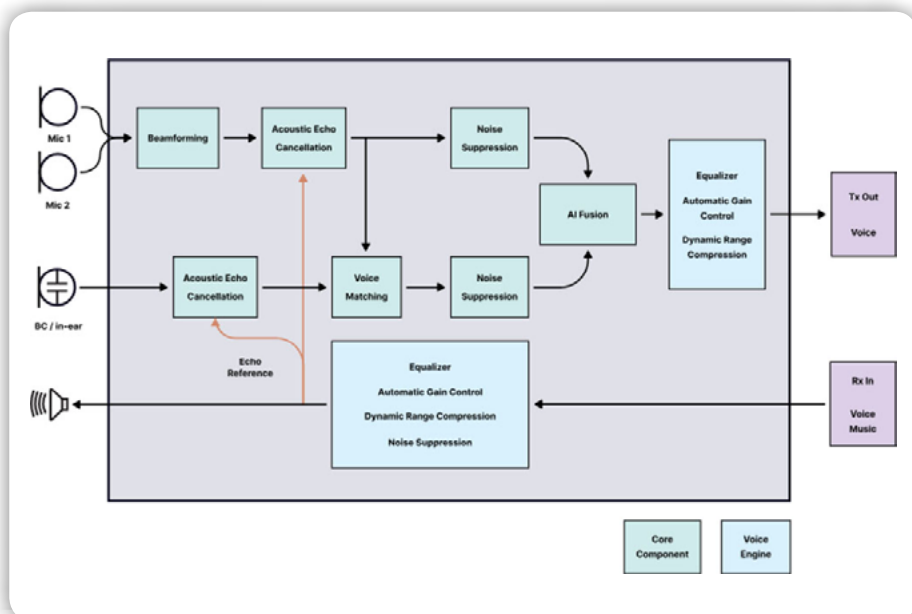 Mic 1
Mic 2
Beamforming
Acoustic Echo
Cancellation
Noise
Suppression
AI Fusion
Equalizer
Automatic Gain
Control
Dynamic Range
Compression
Tx Out
Voice
BC / in-ear
Acoustic Echo
Cancellation
Voice
Matching
Noise
Suppression
Echo
Reference
Equalizer
Automatic Gain Control
Dynamic Range Compression
Noise Suppression
Rx In
Voice
Music
Core
Component
Voice
Engine